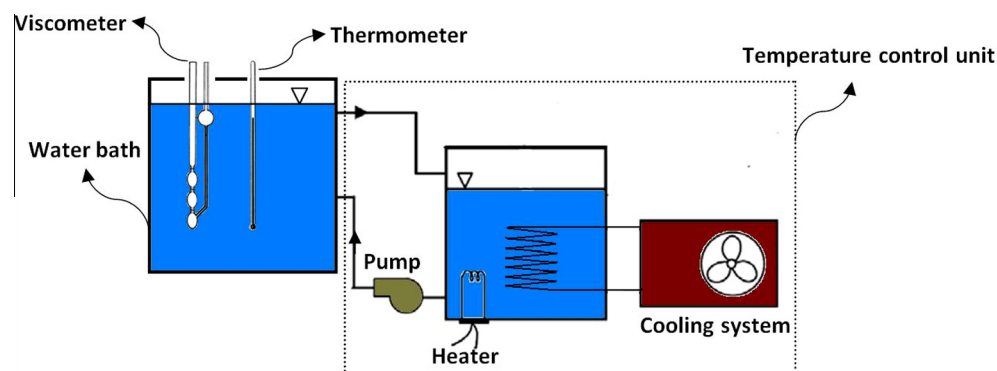 Viscometer
Thermometer
Temperature control unit
Water bath
Pump
Cooling system
Heater